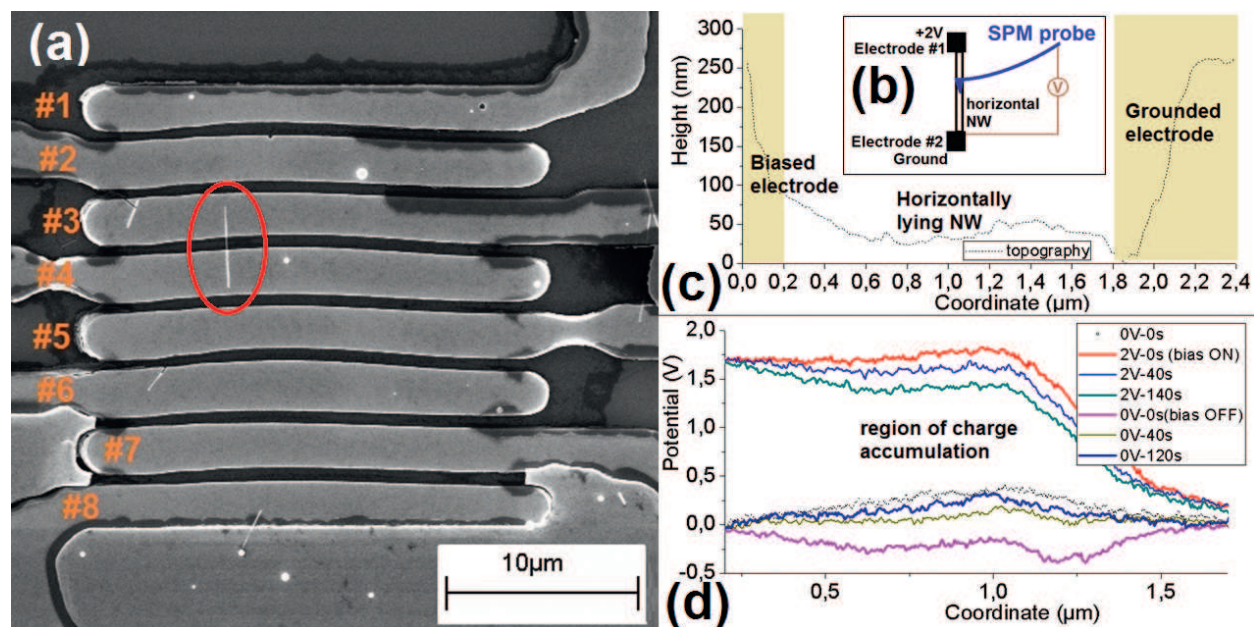 (a)
#1
#2
#3
#4
#5
#6
#7
#8
10µm
Height (nm)
300
250
200
150
100
50
0
+2V
Electrode #1
SPM probe
(b)
V
horizontal
NW
Electrode #2
Ground
Biased
electrode
Grounded
electrode
Horizontally
lying NW
topography
(c)
0,0 0,2 0,4 0,6 0,8 1,0 1,2 1,4 1,6 1,8 2,0 2,2 2,4
Coordinate (µm)
Potential (V)
2,0
1,5
1,0
0,5
0,0
-0,5
0V-0s
2V-0s (bias ON)
2V-40s
2V-140s
0V-0s(bias OFF)
0V-40s
0V-120s
region of charge
accumulation
(d)
0,5 1,0 1,5
Coordinate (µm)